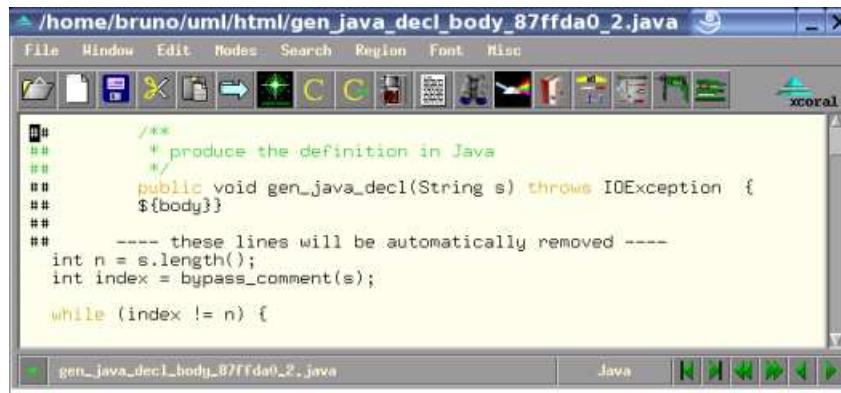 /home/bruno/uml/html/gen_java_decl_body_87ffda0_2.java
File Window Edit Modes Search Region Font Misc
xcoral
## /**
## * produce the definition in Java
## */
## public void gen_java_decl(String s) throws IOException {
## ${body}}
##
## ---- these lines will be automatically removed ----
int n = s.length();
int index = bypass_comment(s);
while (index != n) {
gen_java_decl_body_87ffda0_2.java Java